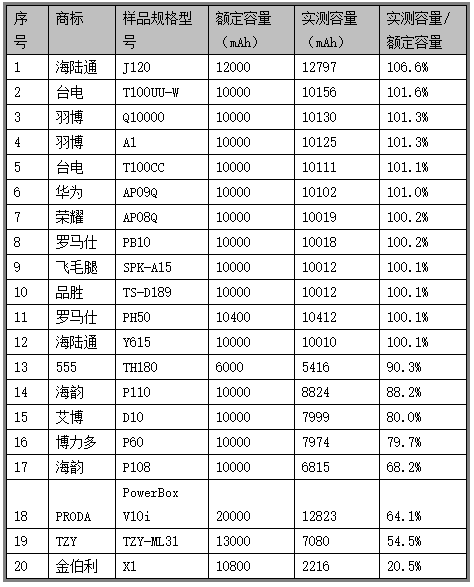 序号 商标 样品规格型号 额定容量（mAh） 实测容量（mAh） 实测容量/额定容量
1 海陆通 J120 12000 12797 106.6%
2 台电 T100UU-W 10000 10156 101.6%
3 羽博 Q10000 10000 10130 101.3%
4 羽博 A1 10000 10125 101.3%
5 台电 T100CC 10000 10111 101.1%
6 华为 AP09Q 10000 10102 101.0%
7 荣耀 AP08Q 10000 10019 100.2%
8 罗马仕 PB10 10000 10018 100.2%
9 飞毛腿 SPK-A15 10000 10012 100.1%
10 品胜 TS-D189 10000 10012 100.1%
11 罗马仕 PH50 10400 10412 100.1%
12 海陆通 Y615 10000 10010 100.1%
13 555 TH180 6000 5416 90.3%
14 海韵 P110 10000 8824 88.2%
15 艾博 D10 10000 7999 80.0%
16 博力多 P60 10000 7974 79.7%
17 海韵 P108 10000 6815 68.2%
18 PRODA PowerBox V10i 20000 12823 64.1%
19 TZY TZY-ML31 13000 7080 54.5%
20 金伯利 X1 10800 2216 20.5%